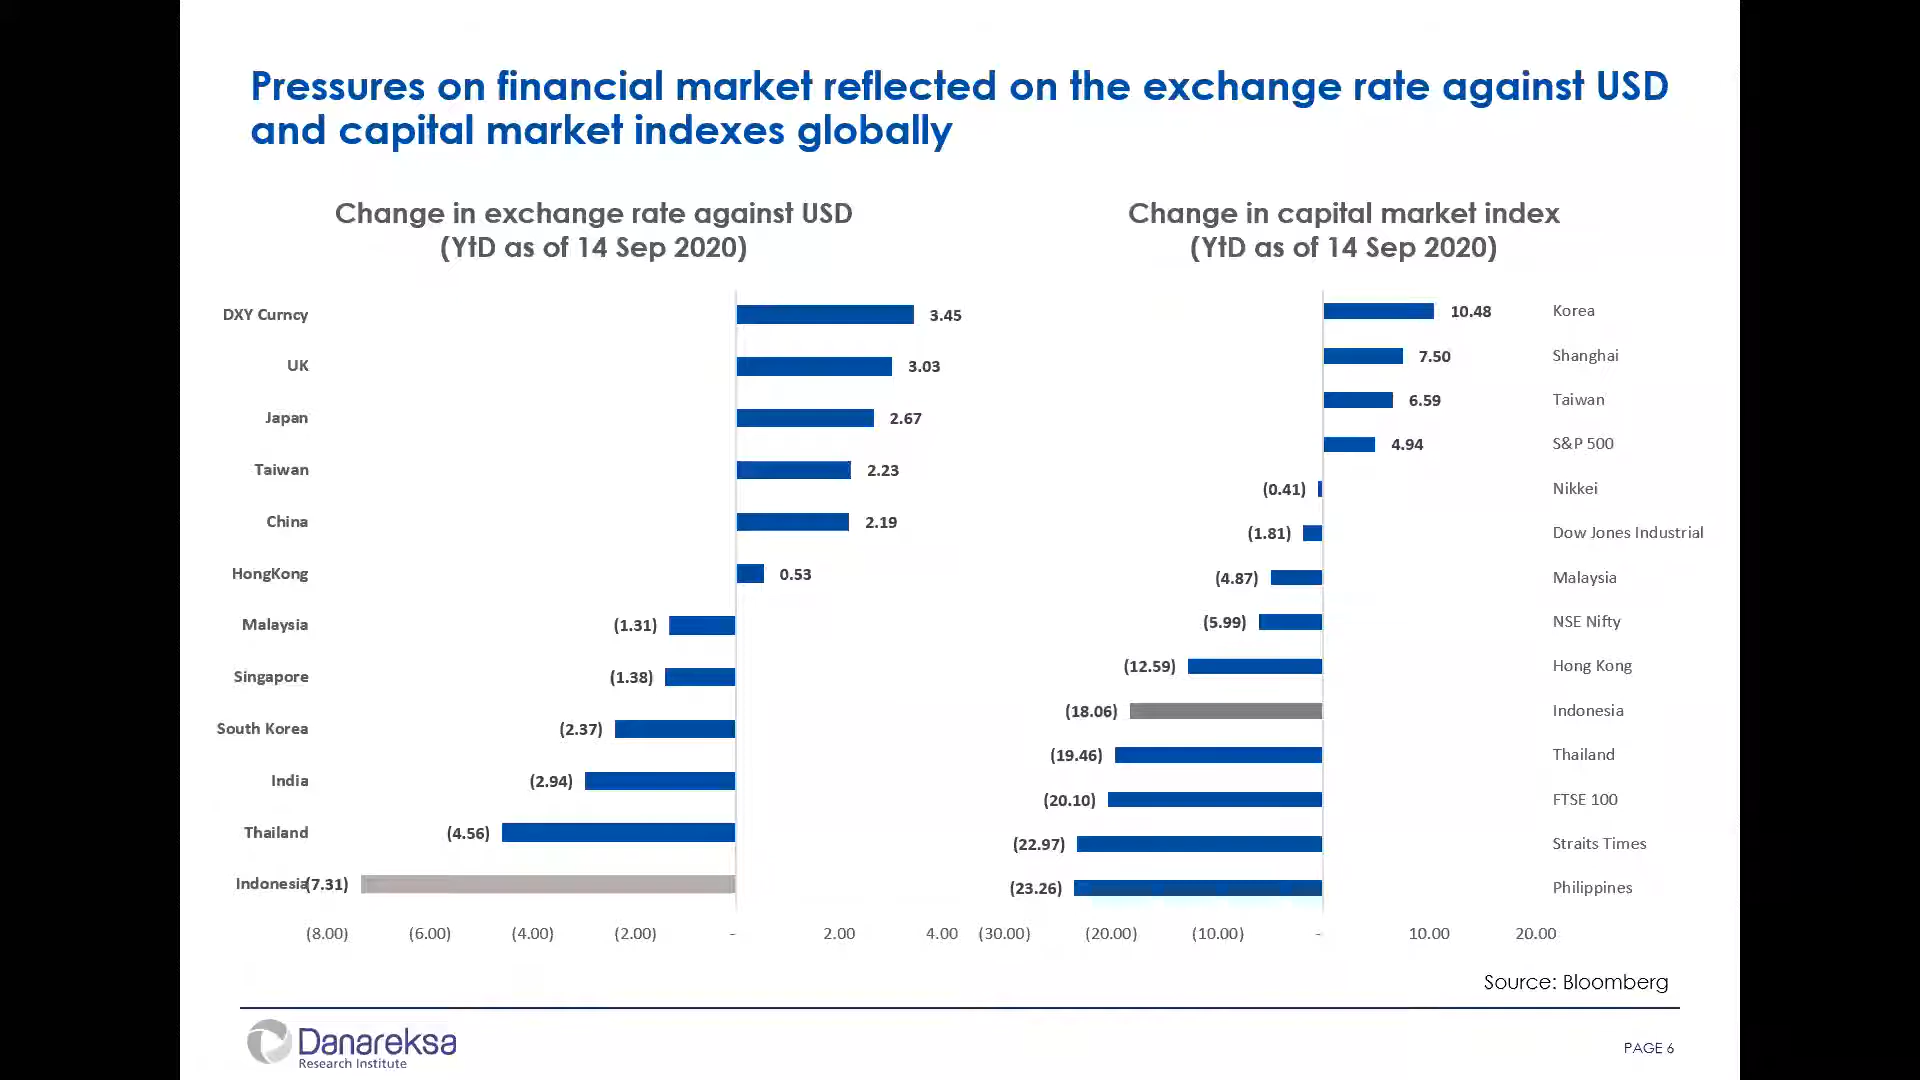 Pressures on financial market reflected on the exchange rate against USD
and capital market indexes globally
Change in exchange rate against USD
(YtD as of 14 Sep 2020)
DXY Curncy 3.45
UK 3.03
Japan 2.67
Taiwan 2.23
China 2.19
HongKong 0.53
Malaysia (1.31)
Singapore (1.38)
South Korea (2.37)
India (2.94)
Thailand (4.56)
Indonesia (7.31)
(8.00) (6.00) (4.00) (2.00) - 2.00 4.00
Change in capital market index
(YtD as of 14 Sep 2020)
10.48 Korea
7.50 Shanghai
6.59 Taiwan
4.94 S&P 500
(0.41) Nikkei
(1.81) Dow Jones Industrial
(4.87) Malaysia
(5.99) NSE Nifty
(12.59) Hong Kong
(18.06) Indonesia
(19.46) Thailand
(20.10) FTSE 100
(22.97) Straits Times
(23.26) Philippines
(30.00) (20.00) (10.00) - 10.00 20.00
Source: Bloomberg
Danareksa
Research Institute
PAGE 6